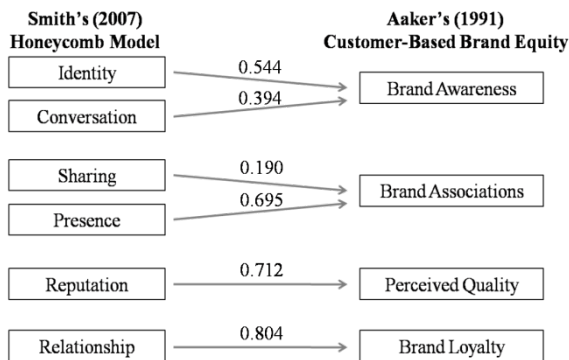 Smith's (2007)
Honeycomb Model
Aaker's (1991)
Customer-Based Brand Equity
Identity
0.544
Brand Awareness
Conversation
0.394
Sharing
0.190
Brand Associations
Presence
0.695
Reputation
0.712
Perceived Quality
Relationship
0.804
Brand Loyalty